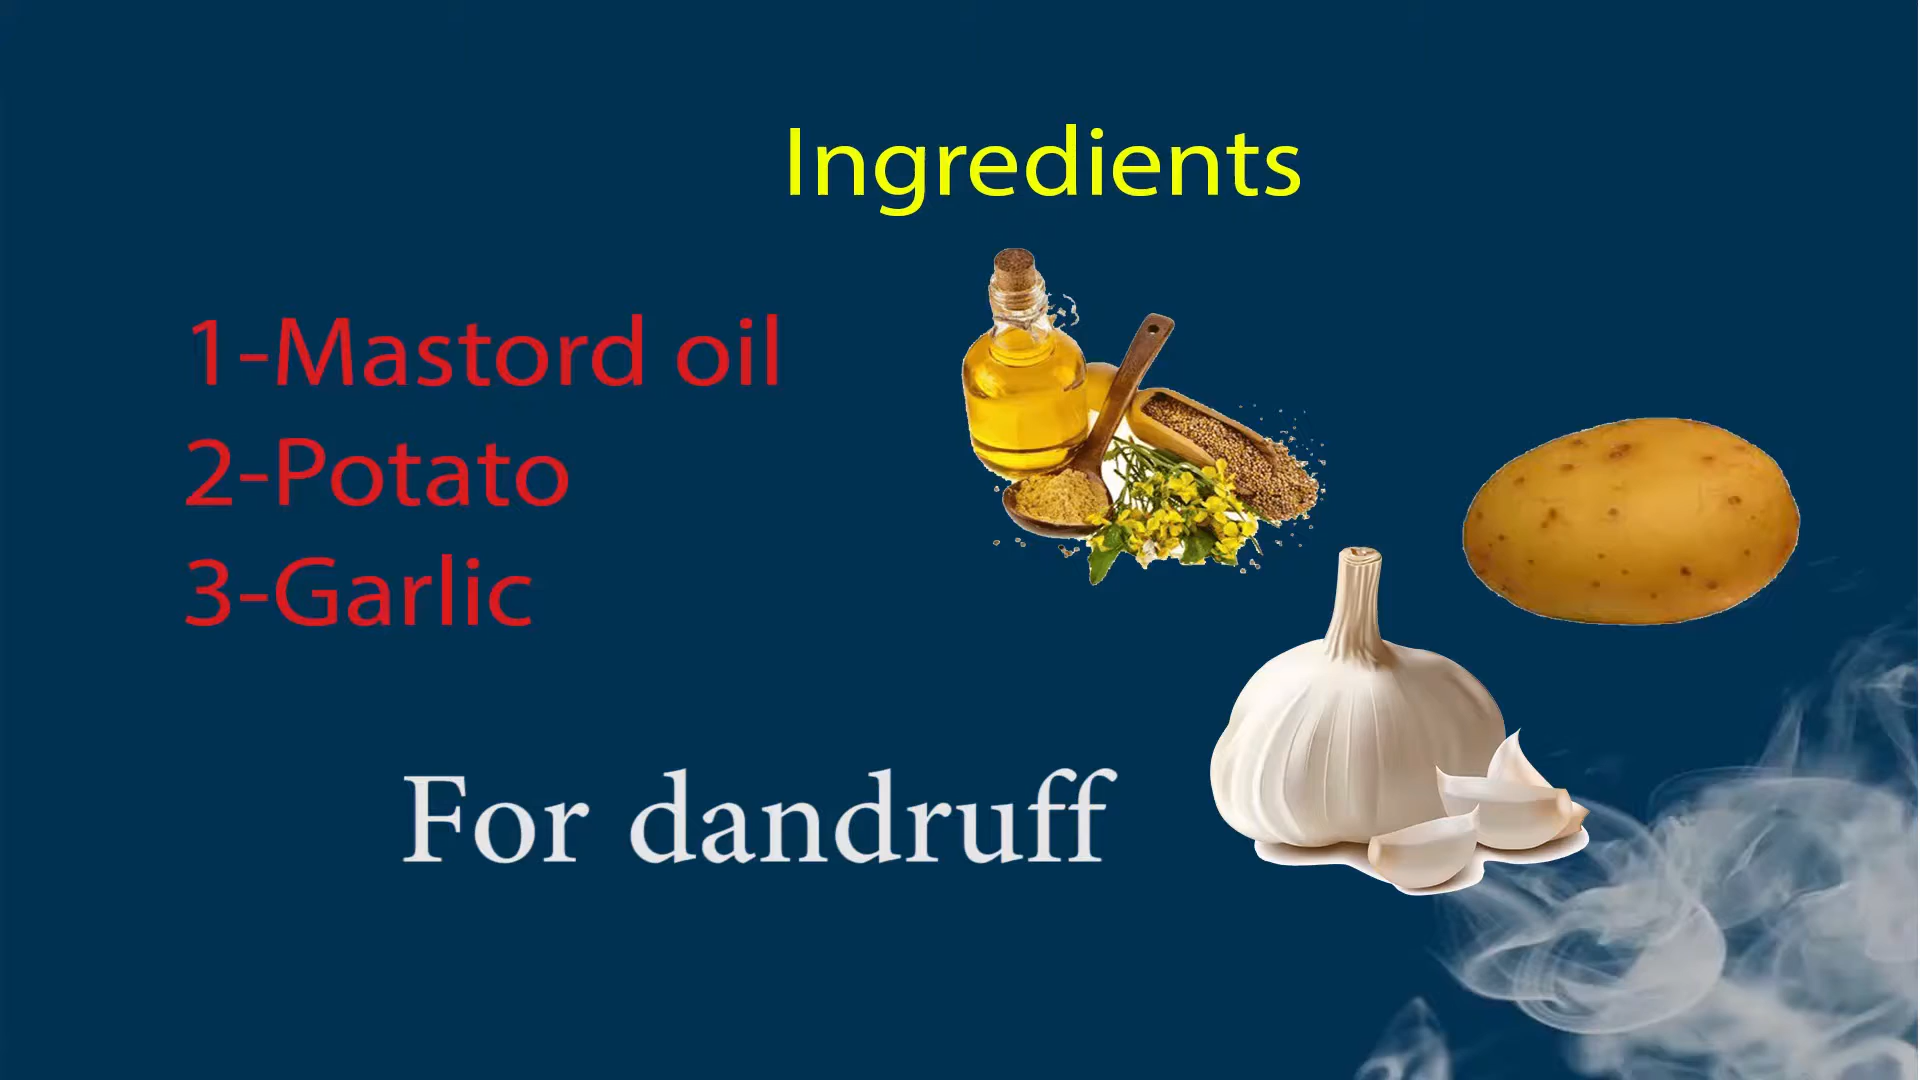 Ingredients
1-Mastord oil
2-Potato
3-Garlic
For dandruff